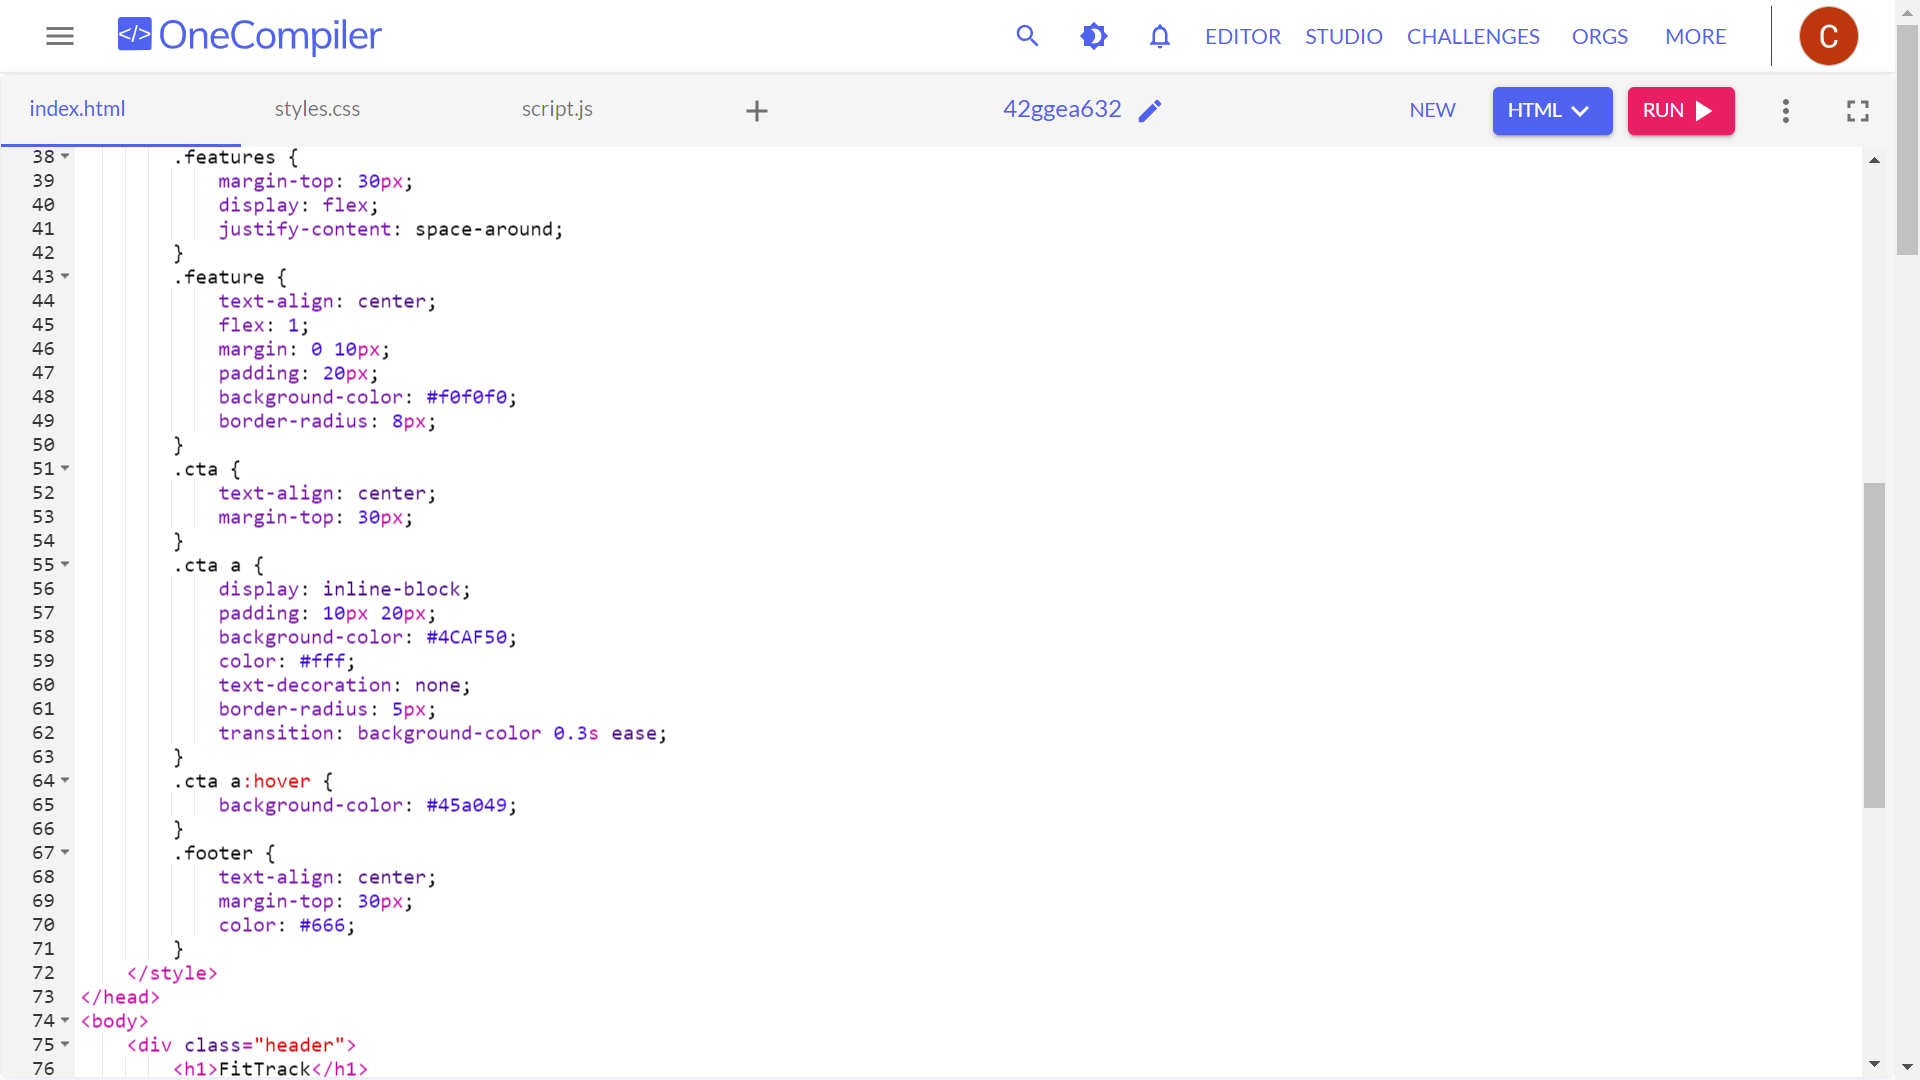 </> OneCompiler EDITOR STUDIO CHALLENGES ORGS MORE C
index.html styles.css script.js + 42ggea632 NEW HTML RUN
38 .features {
39 margin-top: 30px;
40 display: flex;
41 justify-content: space-around;
42 }
43 .feature {
44 text-align: center;
45 flex: 1;
46 margin: 0 10px;
47 padding: 20px;
48 background-color: #f0f0f0;
49 border-radius: 8px;
50 }
51 .cta {
52 text-align: center;
53 margin-top: 30px;
54 }
55 .cta a {
56 display: inline-block;
57 padding: 10px 20px;
58 background-color: #4CAF50;
59 color: #fff;
60 text-decoration: none;
61 border-radius: 5px;
62 transition: background-color 0.3s ease;
63 }
64 .cta a:hover {
65 background-color: #45a049;
66 }
67 .footer {
68 text-align: center;
69 margin-top: 30px;
70 color: #666;
71 }
72 </style>
73 </head>
74 <body>
75 <div class="header">
76 <h1>FitTrack</h1>